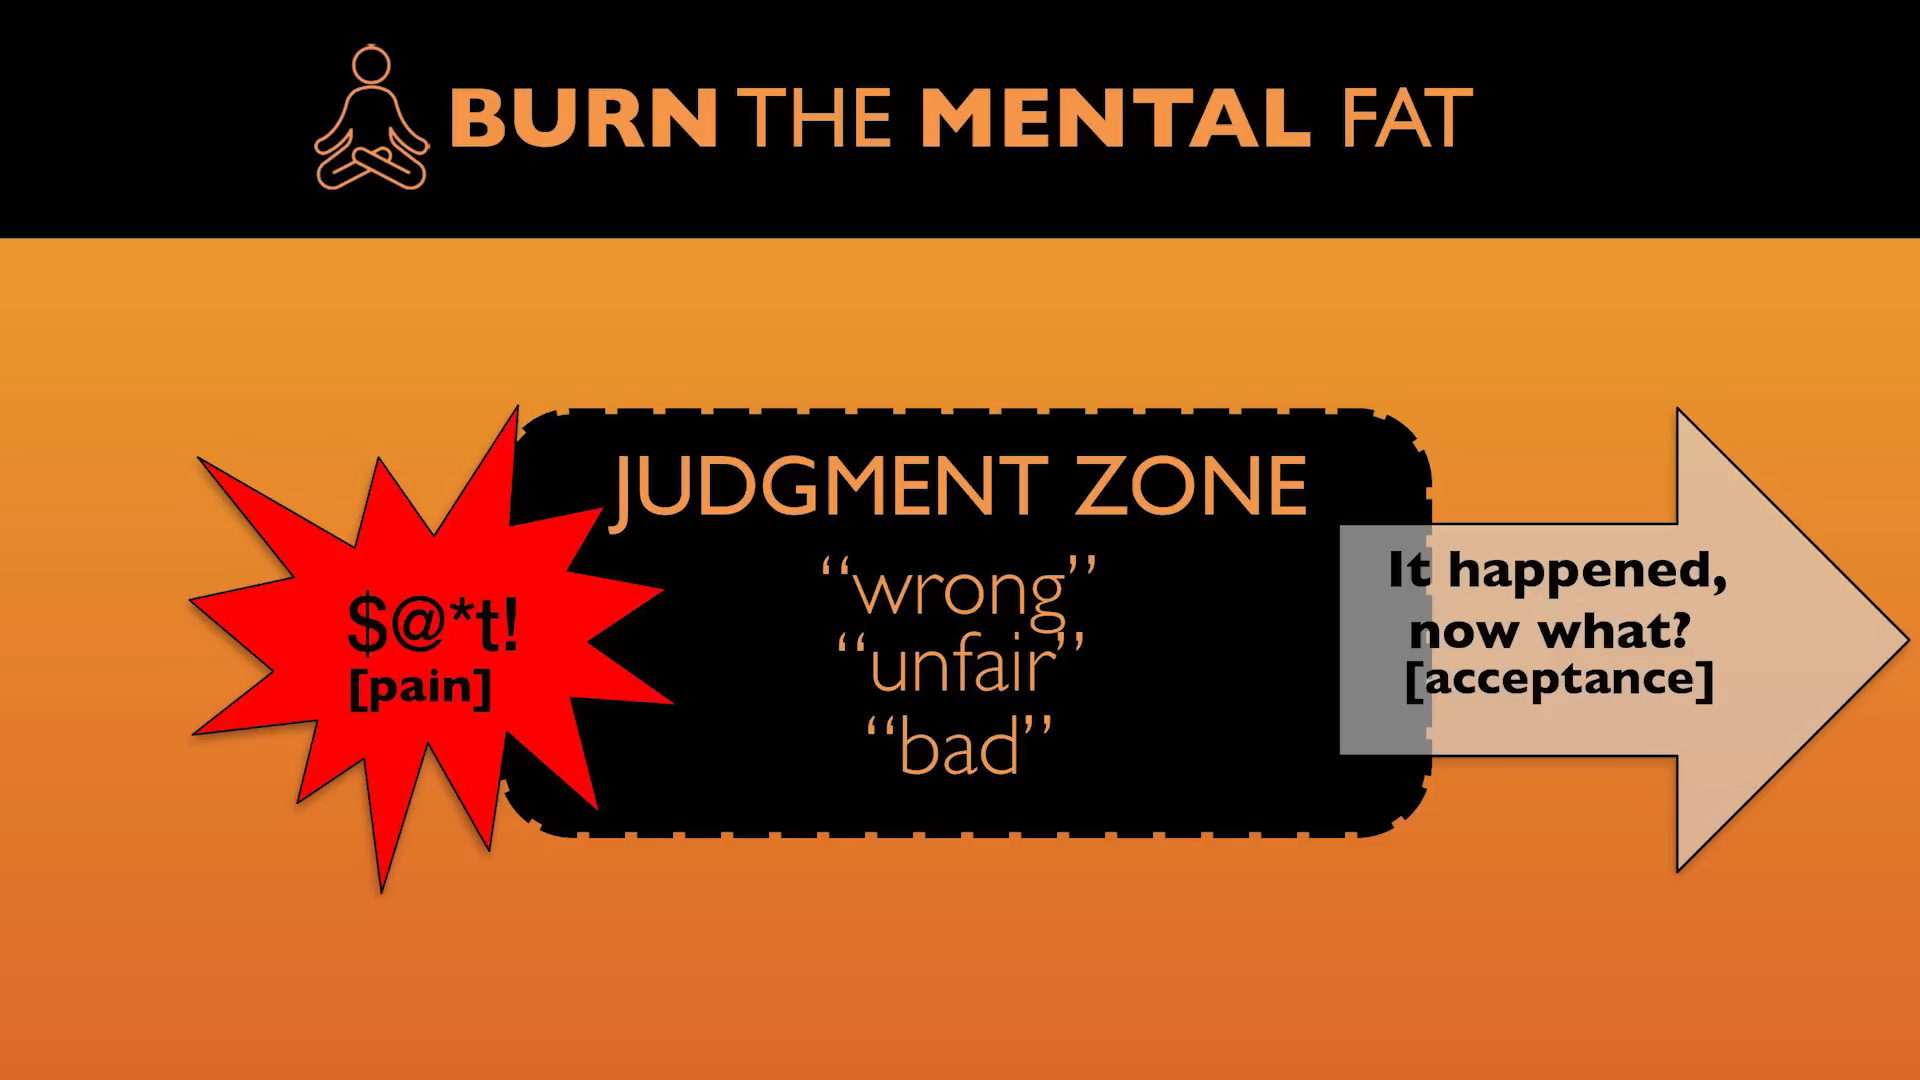 BURN THE MENTAL FAT
JUDGMENT ZONE
“wrong”
“unfair”
“bad”
$@*t!
[pain]
It happened,
now what?
[acceptance]